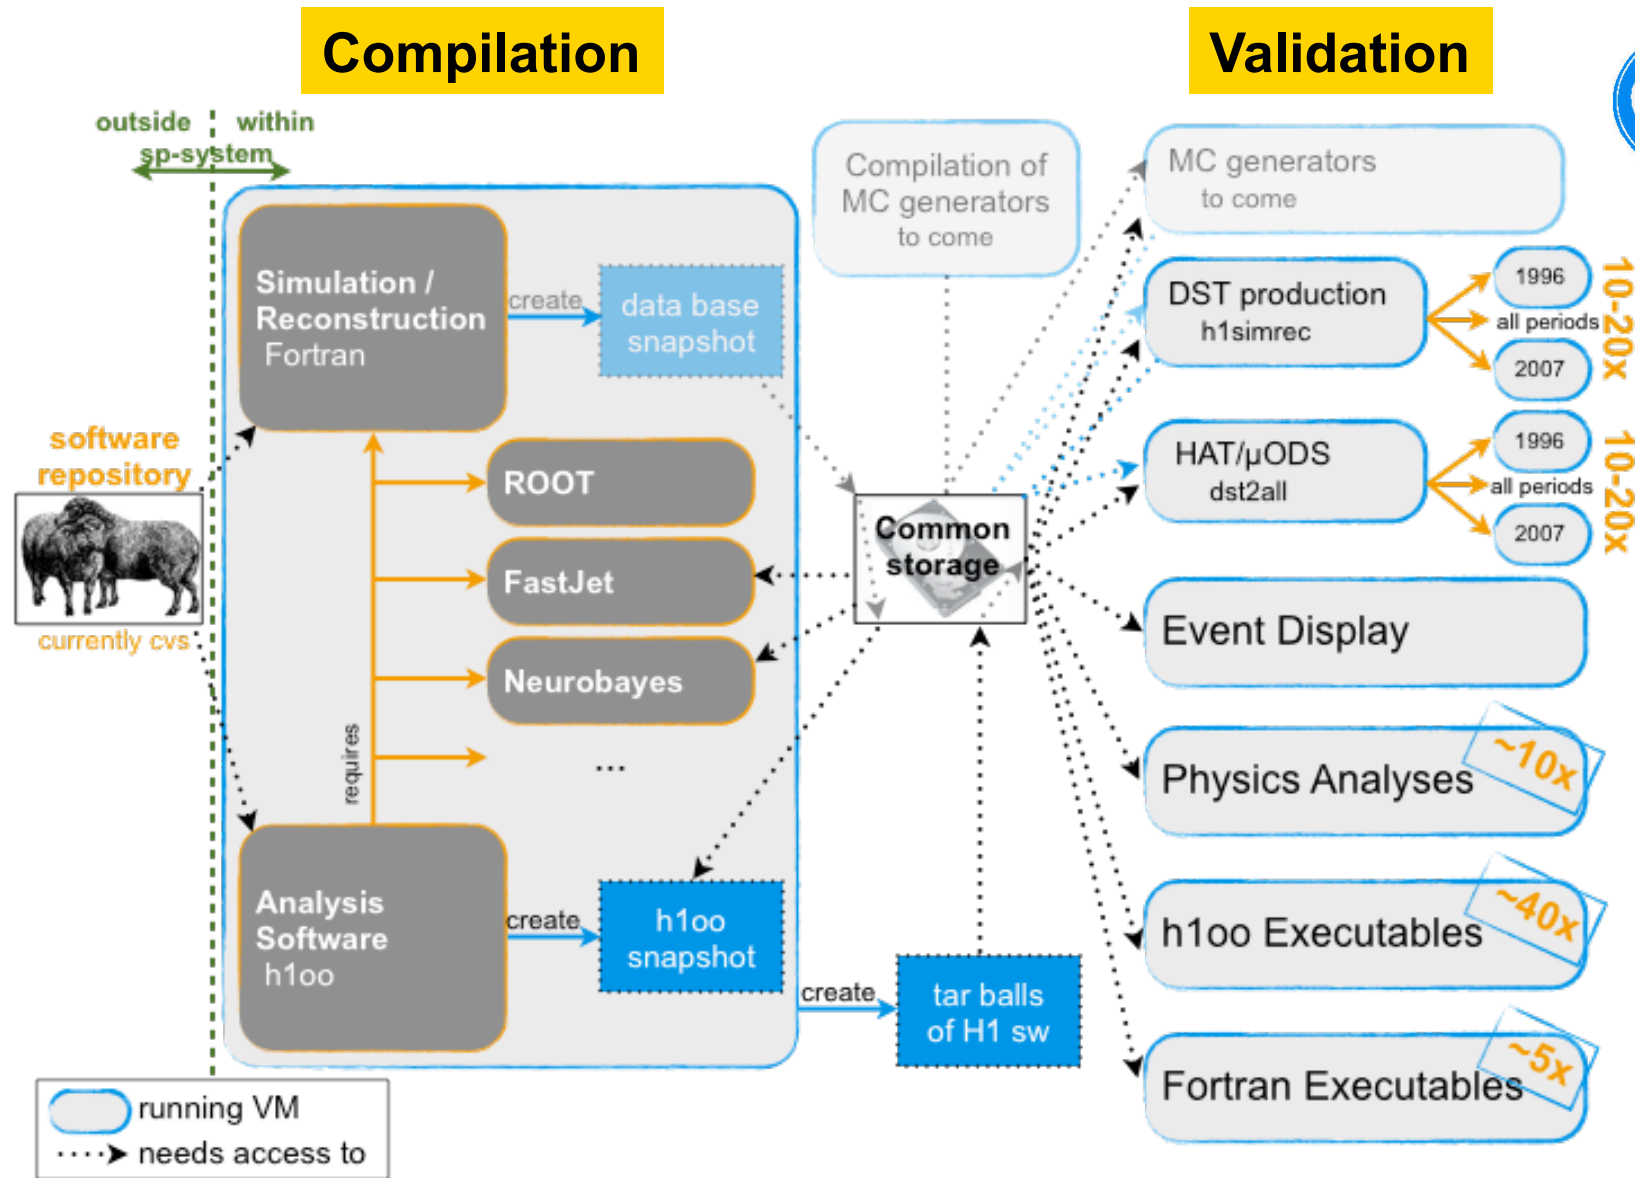 Compilation
Validation
outside within
sp-system
Simulation /
Reconstruction
Fortran
create
data base
snapshot
Compilation of
MC generators
to come
MC generators
to come
DST production
h1simrec
1996
all periods
2007
10-20x
HAT/µODS
dst2all
1996
all periods
2007
10-20x
software
repository
currently cvs
ROOT
FastJet
Neurobayes
...
requires
Common
storage
Event Display
Physics Analyses
~10x
Analysis
Software
h1oo
create
h1oo
snapshot
create
tar balls
of H1 sw
h1oo Executables
~40x
Fortran Executables
~5x
running VM
needs access to